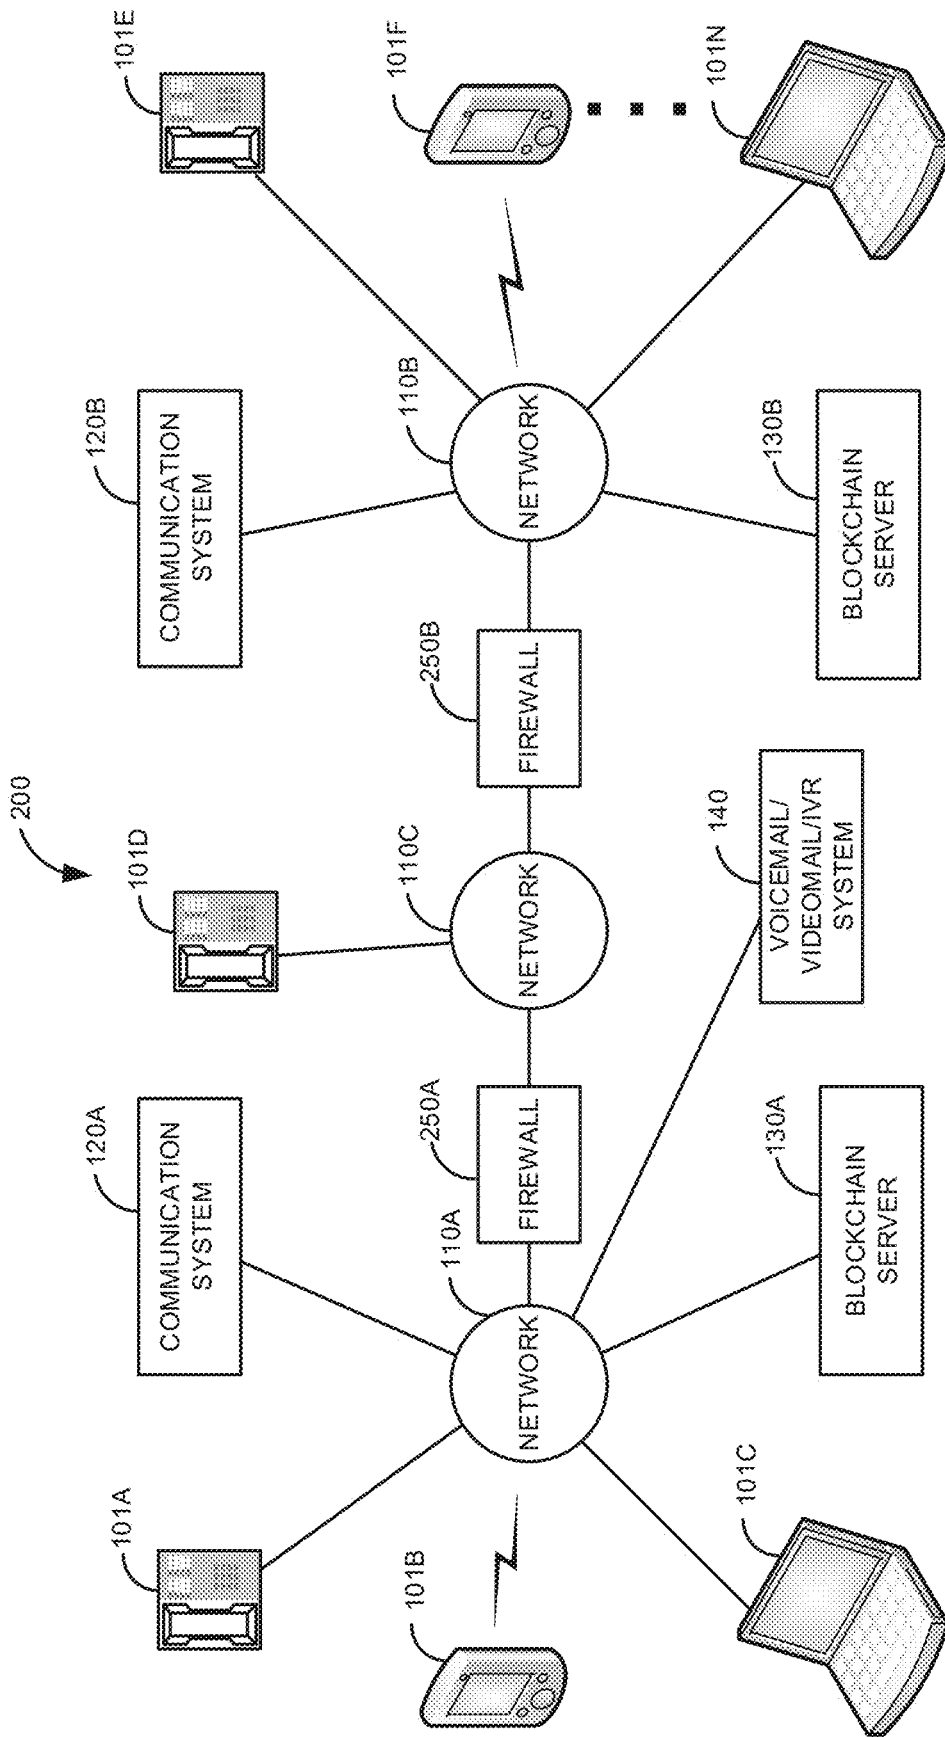 200
101A
120A
COMMUNICATION
SYSTEM
101D
120B
COMMUNICATION
SYSTEM
101E
101B
110A
NETWORK
250A
FIREWALL
110C
NETWORK
250B
FIREWALL
110B
NETWORK
101F
101C
130A
BLOCKCHAIN
SERVER
140
VOICEMAIL/
VIDEOMAIL/IVR
SYSTEM
130B
BLOCKCHAIN
SERVER
101N